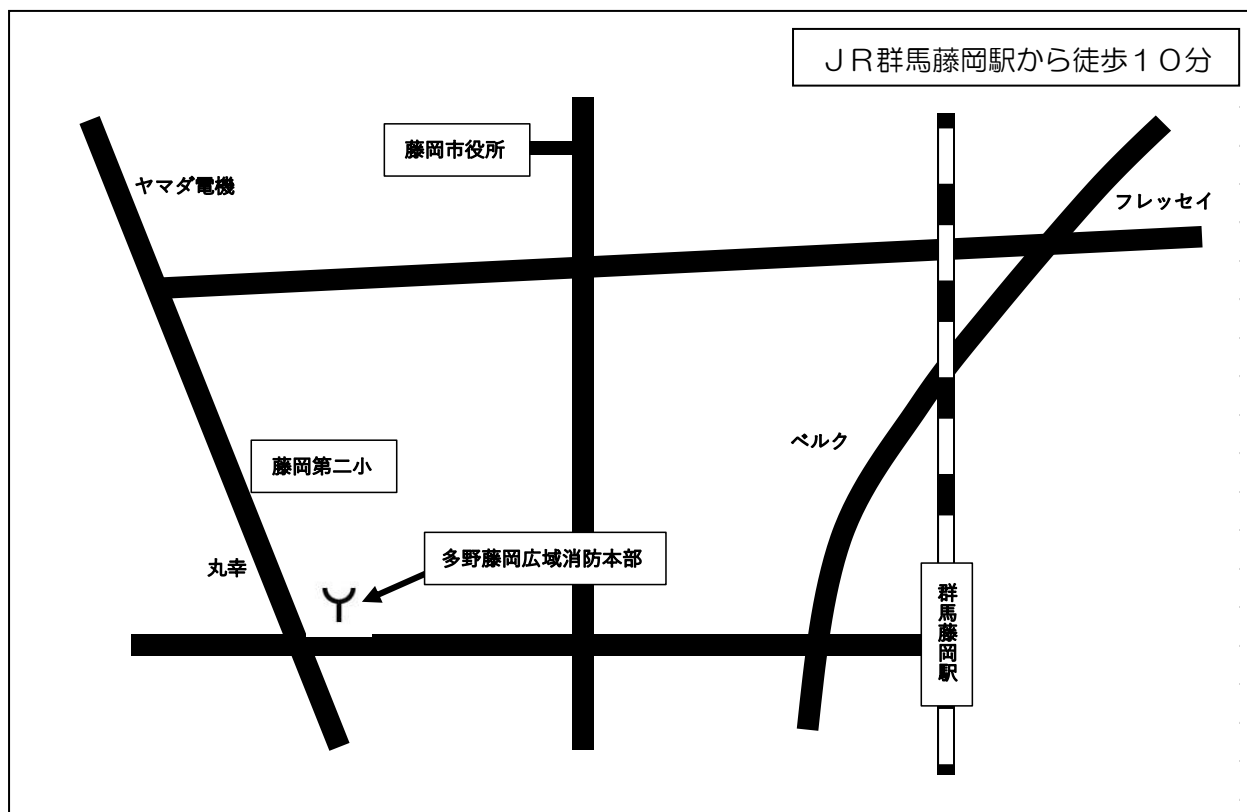 ＪＲ群馬藤岡駅から徒歩１０分
藤岡市役所
ヤマダ電機
フレッセイ
ベルク
藤岡第二小
多野藤岡広域消防本部
丸幸
群馬藤岡駅